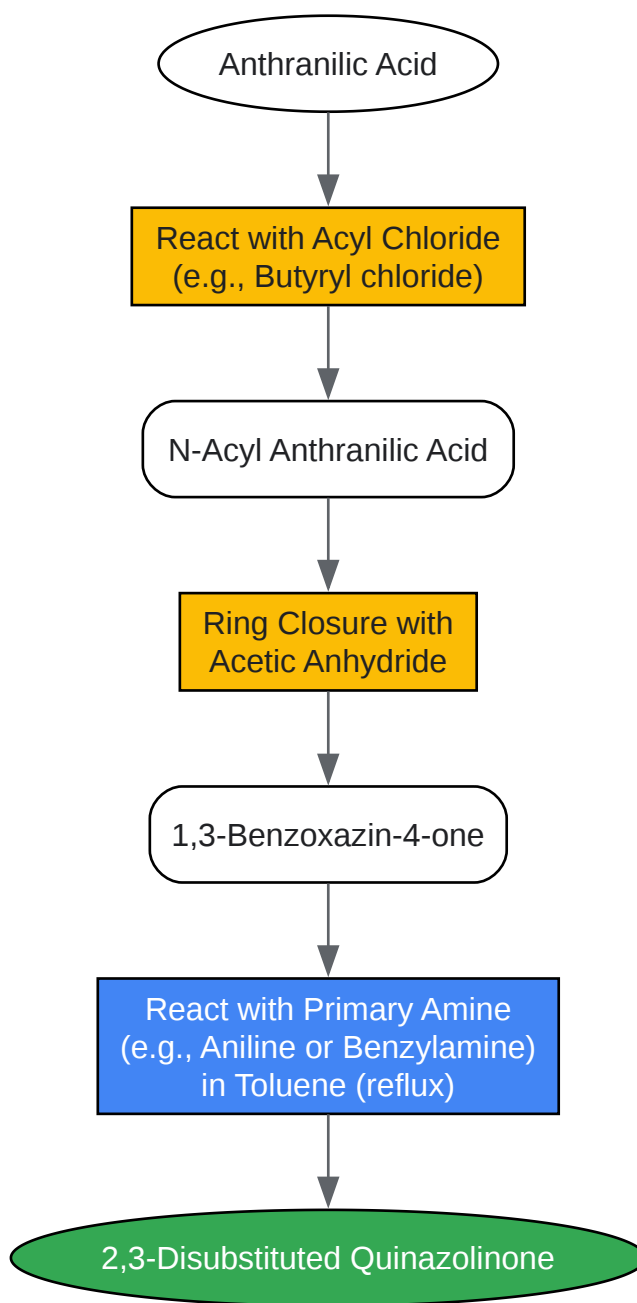 Anthranilic Acid
React with Acyl Chloride
(e.g., Butyryl chloride)
N-Acyl Anthranilic Acid
Ring Closure with
Acetic Anhydride
1,3-Benzoxazin-4-one
React with Primary Amine
(e.g., Aniline or Benzylamine)
in Toluene (reflux)
2,3-Disubstituted Quinazolinone